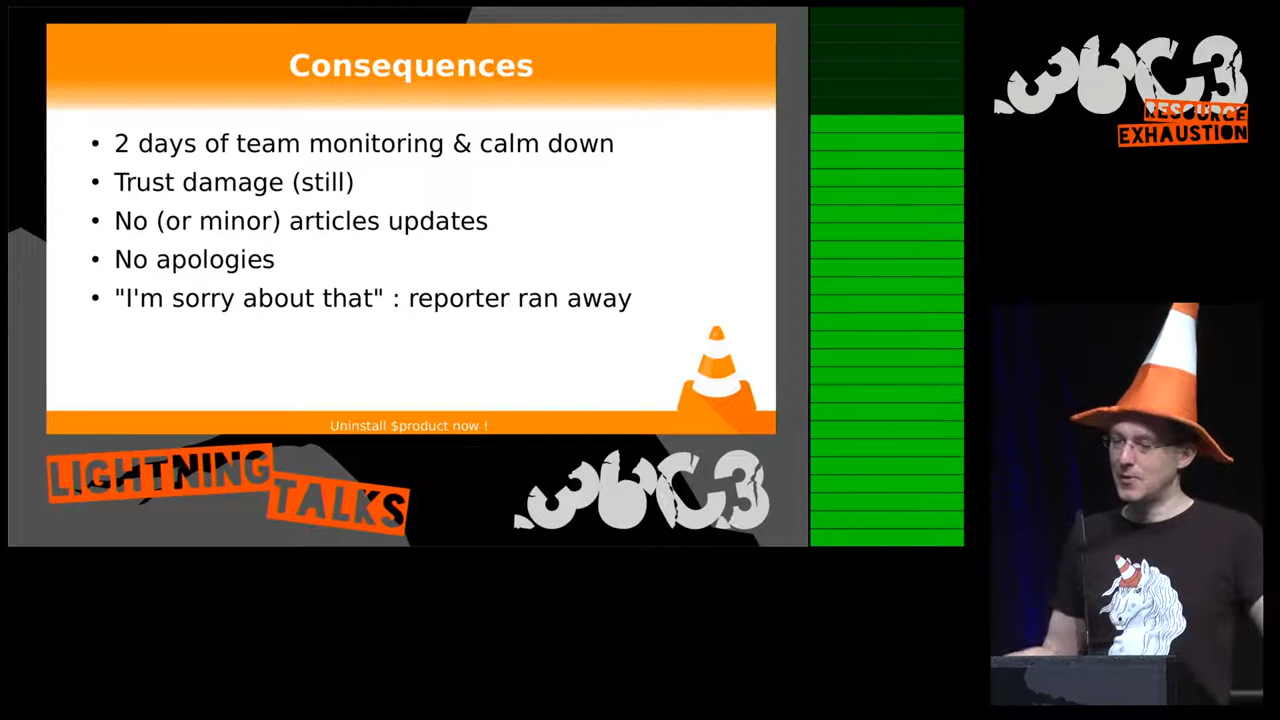 Consequences
• 2 days of team monitoring & calm down
• Trust damage (still)
• No (or minor) articles updates
• No apologies
• "I'm sorry about that" : reporter ran away
Uninstall $product now !
LIGHTNING
TALKS
36C3
36C3
RESOURCE
EXHAUSTION